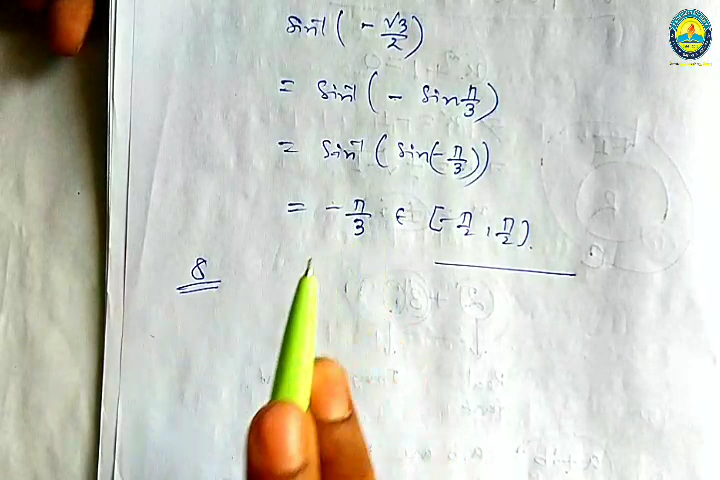 sin⁻¹(-√3/2)
= sin⁻¹(- sin π/3)
= sin⁻¹(sin(-π/3))
= -π/3 ∈ [-π/2, π/2).
8